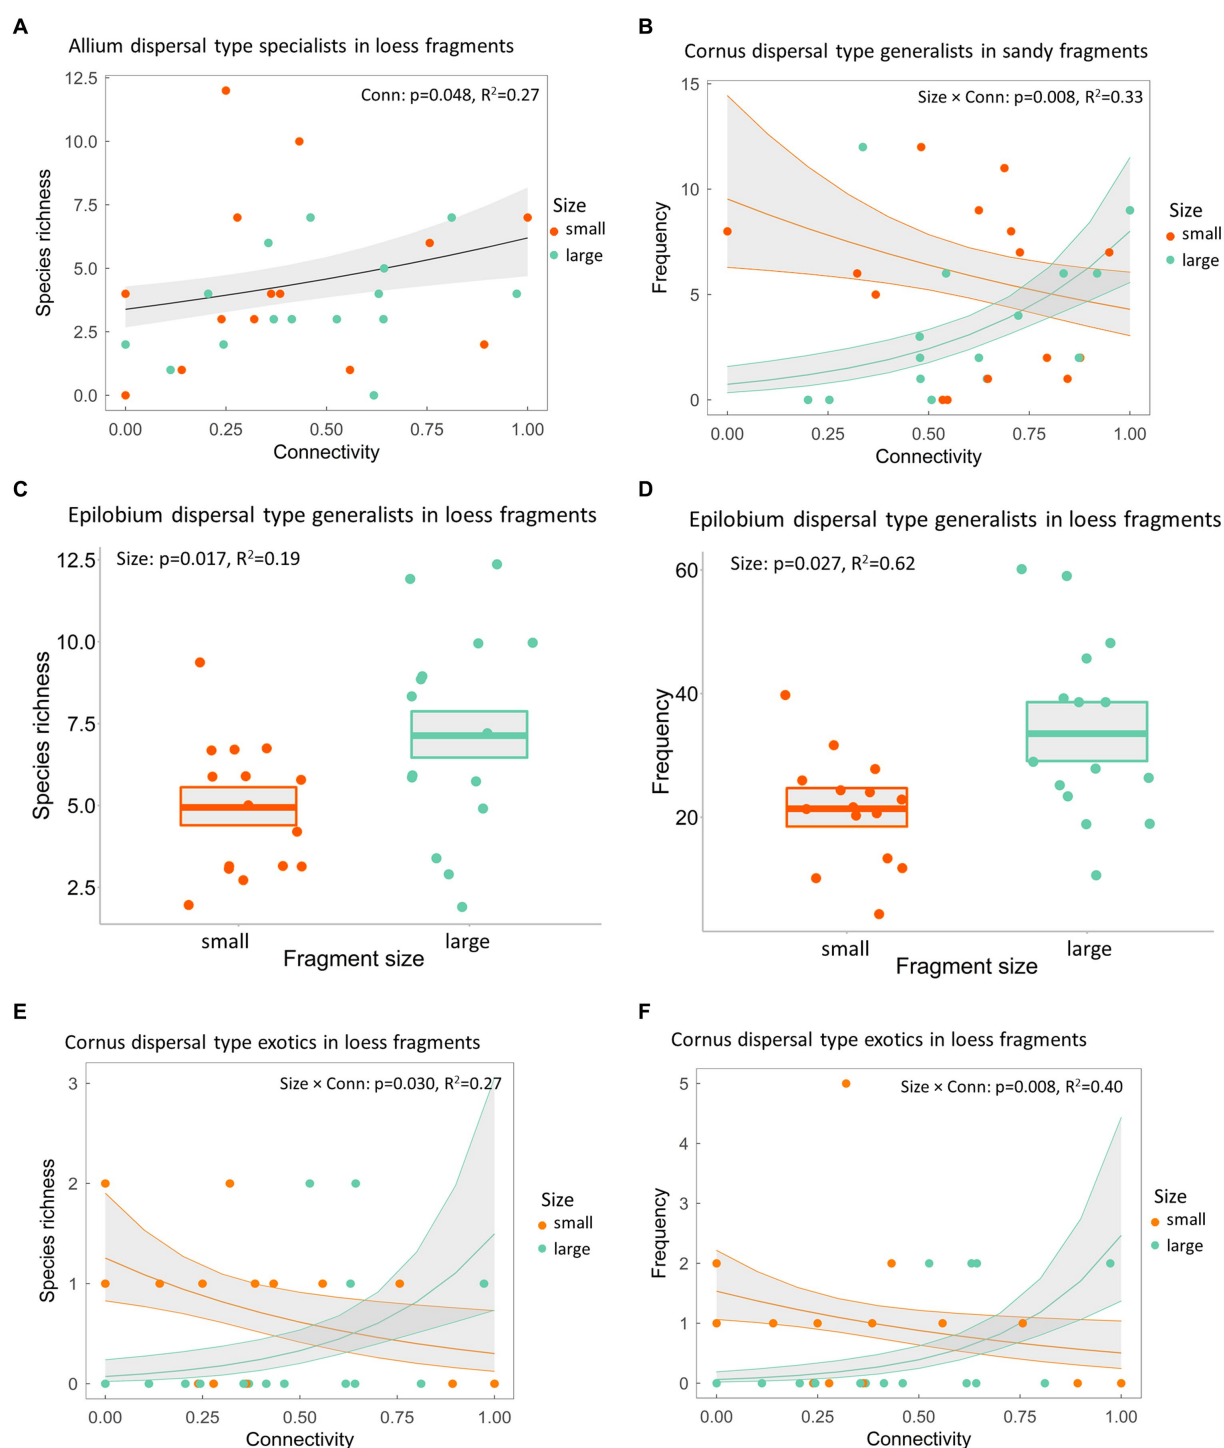 A
Allium dispersal type specialists in loess fragments
Conn: p=0.048, R²=0.27
12.5
10.0
7.5
5.0
2.5
0.0
Species richness
0.00 0.25 0.50 0.75 1.00
Connectivity
Size
small
large
B
Cornus dispersal type generalists in sandy fragments
Size × Conn: p=0.008, R²=0.33
15
10
5
0
Frequency
0.00 0.25 0.50 0.75 1.00
Connectivity
Size
small
large
C
Epilobium dispersal type generalists in loess fragments
Size: p=0.017, R²=0.19
12.5
10.0
7.5
5.0
2.5
Species richness
small large
Fragment size
D
Epilobium dispersal type generalists in loess fragments
Size: p=0.027, R²=0.62
60
40
20
Frequency
small large
Fragment size
E
Cornus dispersal type exotics in loess fragments
Size × Conn: p=0.030, R²=0.27
3
2
1
0
Species richness
0.00 0.25 0.50 0.75 1.00
Connectivity
Size
small
large
F
Cornus dispersal type exotics in loess fragments
Size × Conn: p=0.008, R²=0.40
5
4
3
2
1
0
Frequency
0.00 0.25 0.50 0.75 1.00
Connectivity
Size
small
large